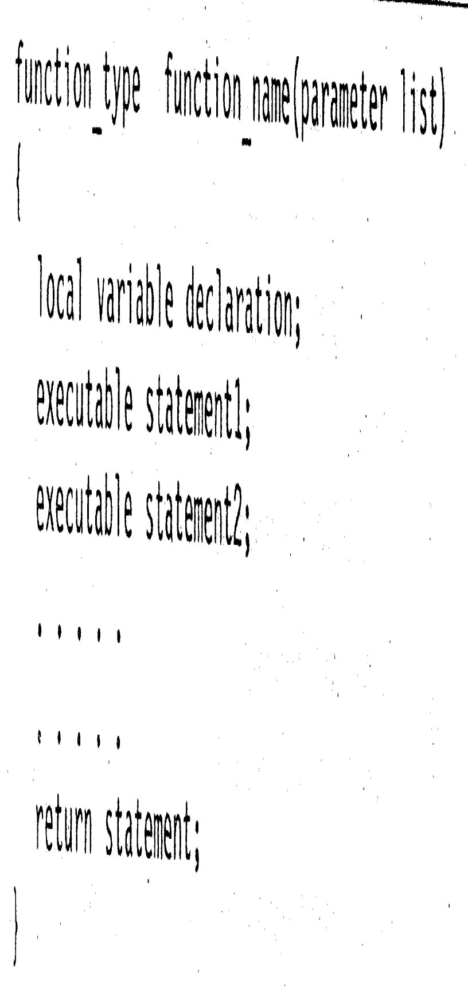 function_type function_name(parameter list)
{
local variable declaration;
executable statement1;
executable statement2;
. . . . .
. . . . .
return statement;
}